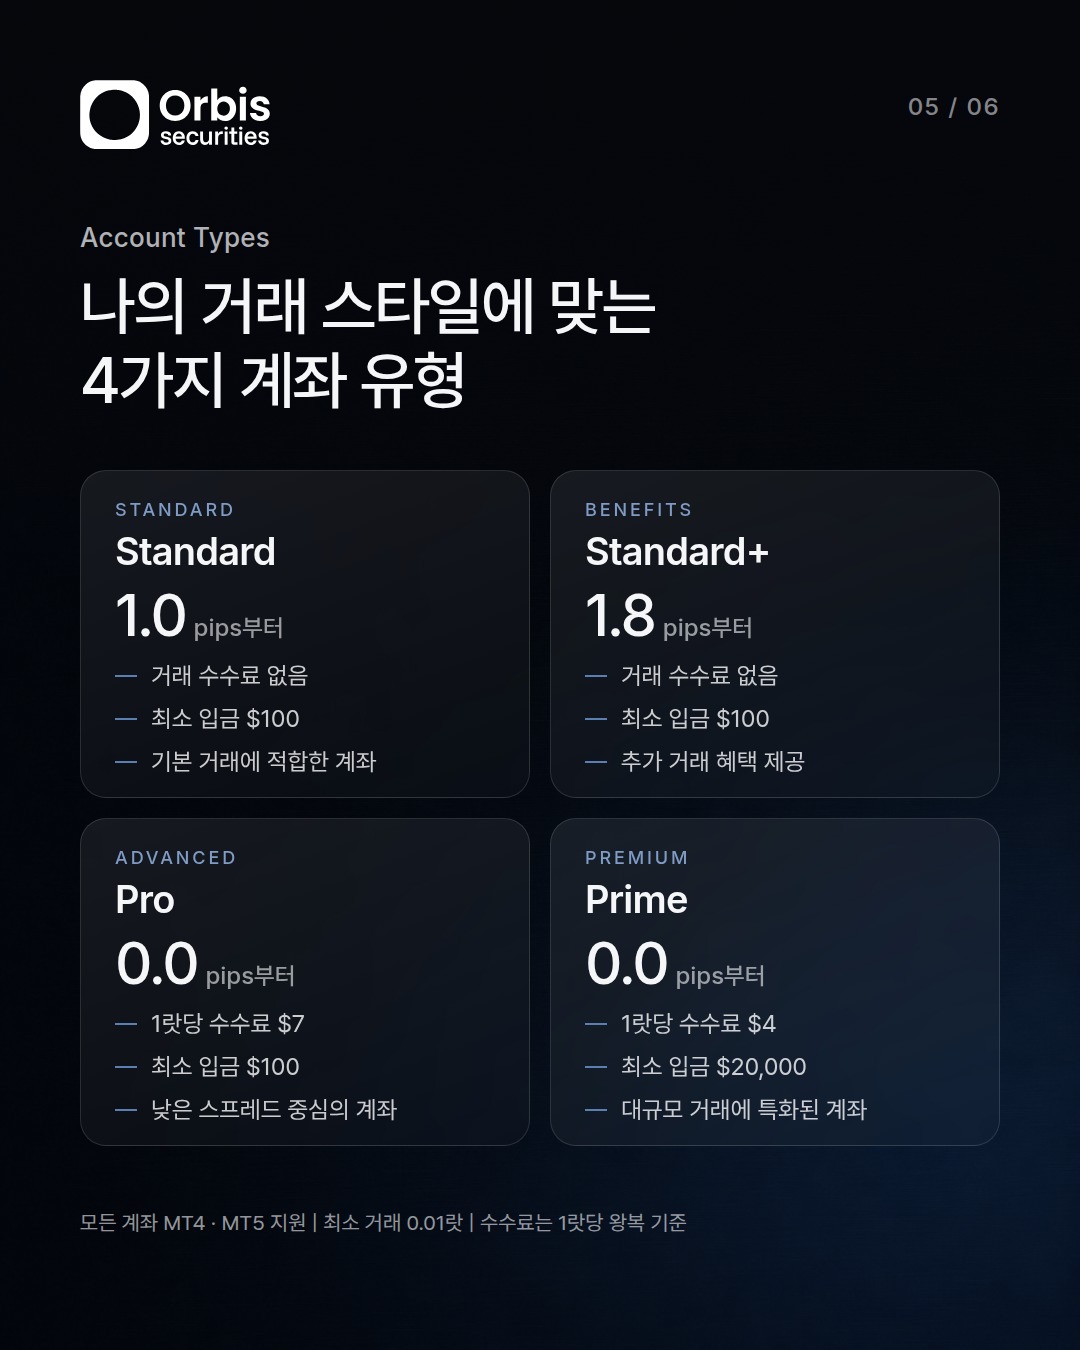 Orbis
securities
05 / 06
Account Types
나의 거래 스타일에 맞는
4가지 계좌 유형
STANDARD
Standard
1.0 pips부터
— 거래 수수료 없음
— 최소 입금 $100
— 기본 거래에 적합한 계좌
BENEFITS
Standard+
1.8 pips부터
— 거래 수수료 없음
— 최소 입금 $100
— 추가 거래 혜택 제공
ADVANCED
Pro
0.0 pips부터
— 1랏당 수수료 $7
— 최소 입금 $100
— 낮은 스프레드 중심의 계좌
PREMIUM
Prime
0.0 pips부터
— 1랏당 수수료 $4
— 최소 입금 $20,000
— 대규모 거래에 특화된 계좌
모든 계좌 MT4 · MT5 지원 | 최소 거래 0.01랏 | 수수료는 1랏당 왕복 기준